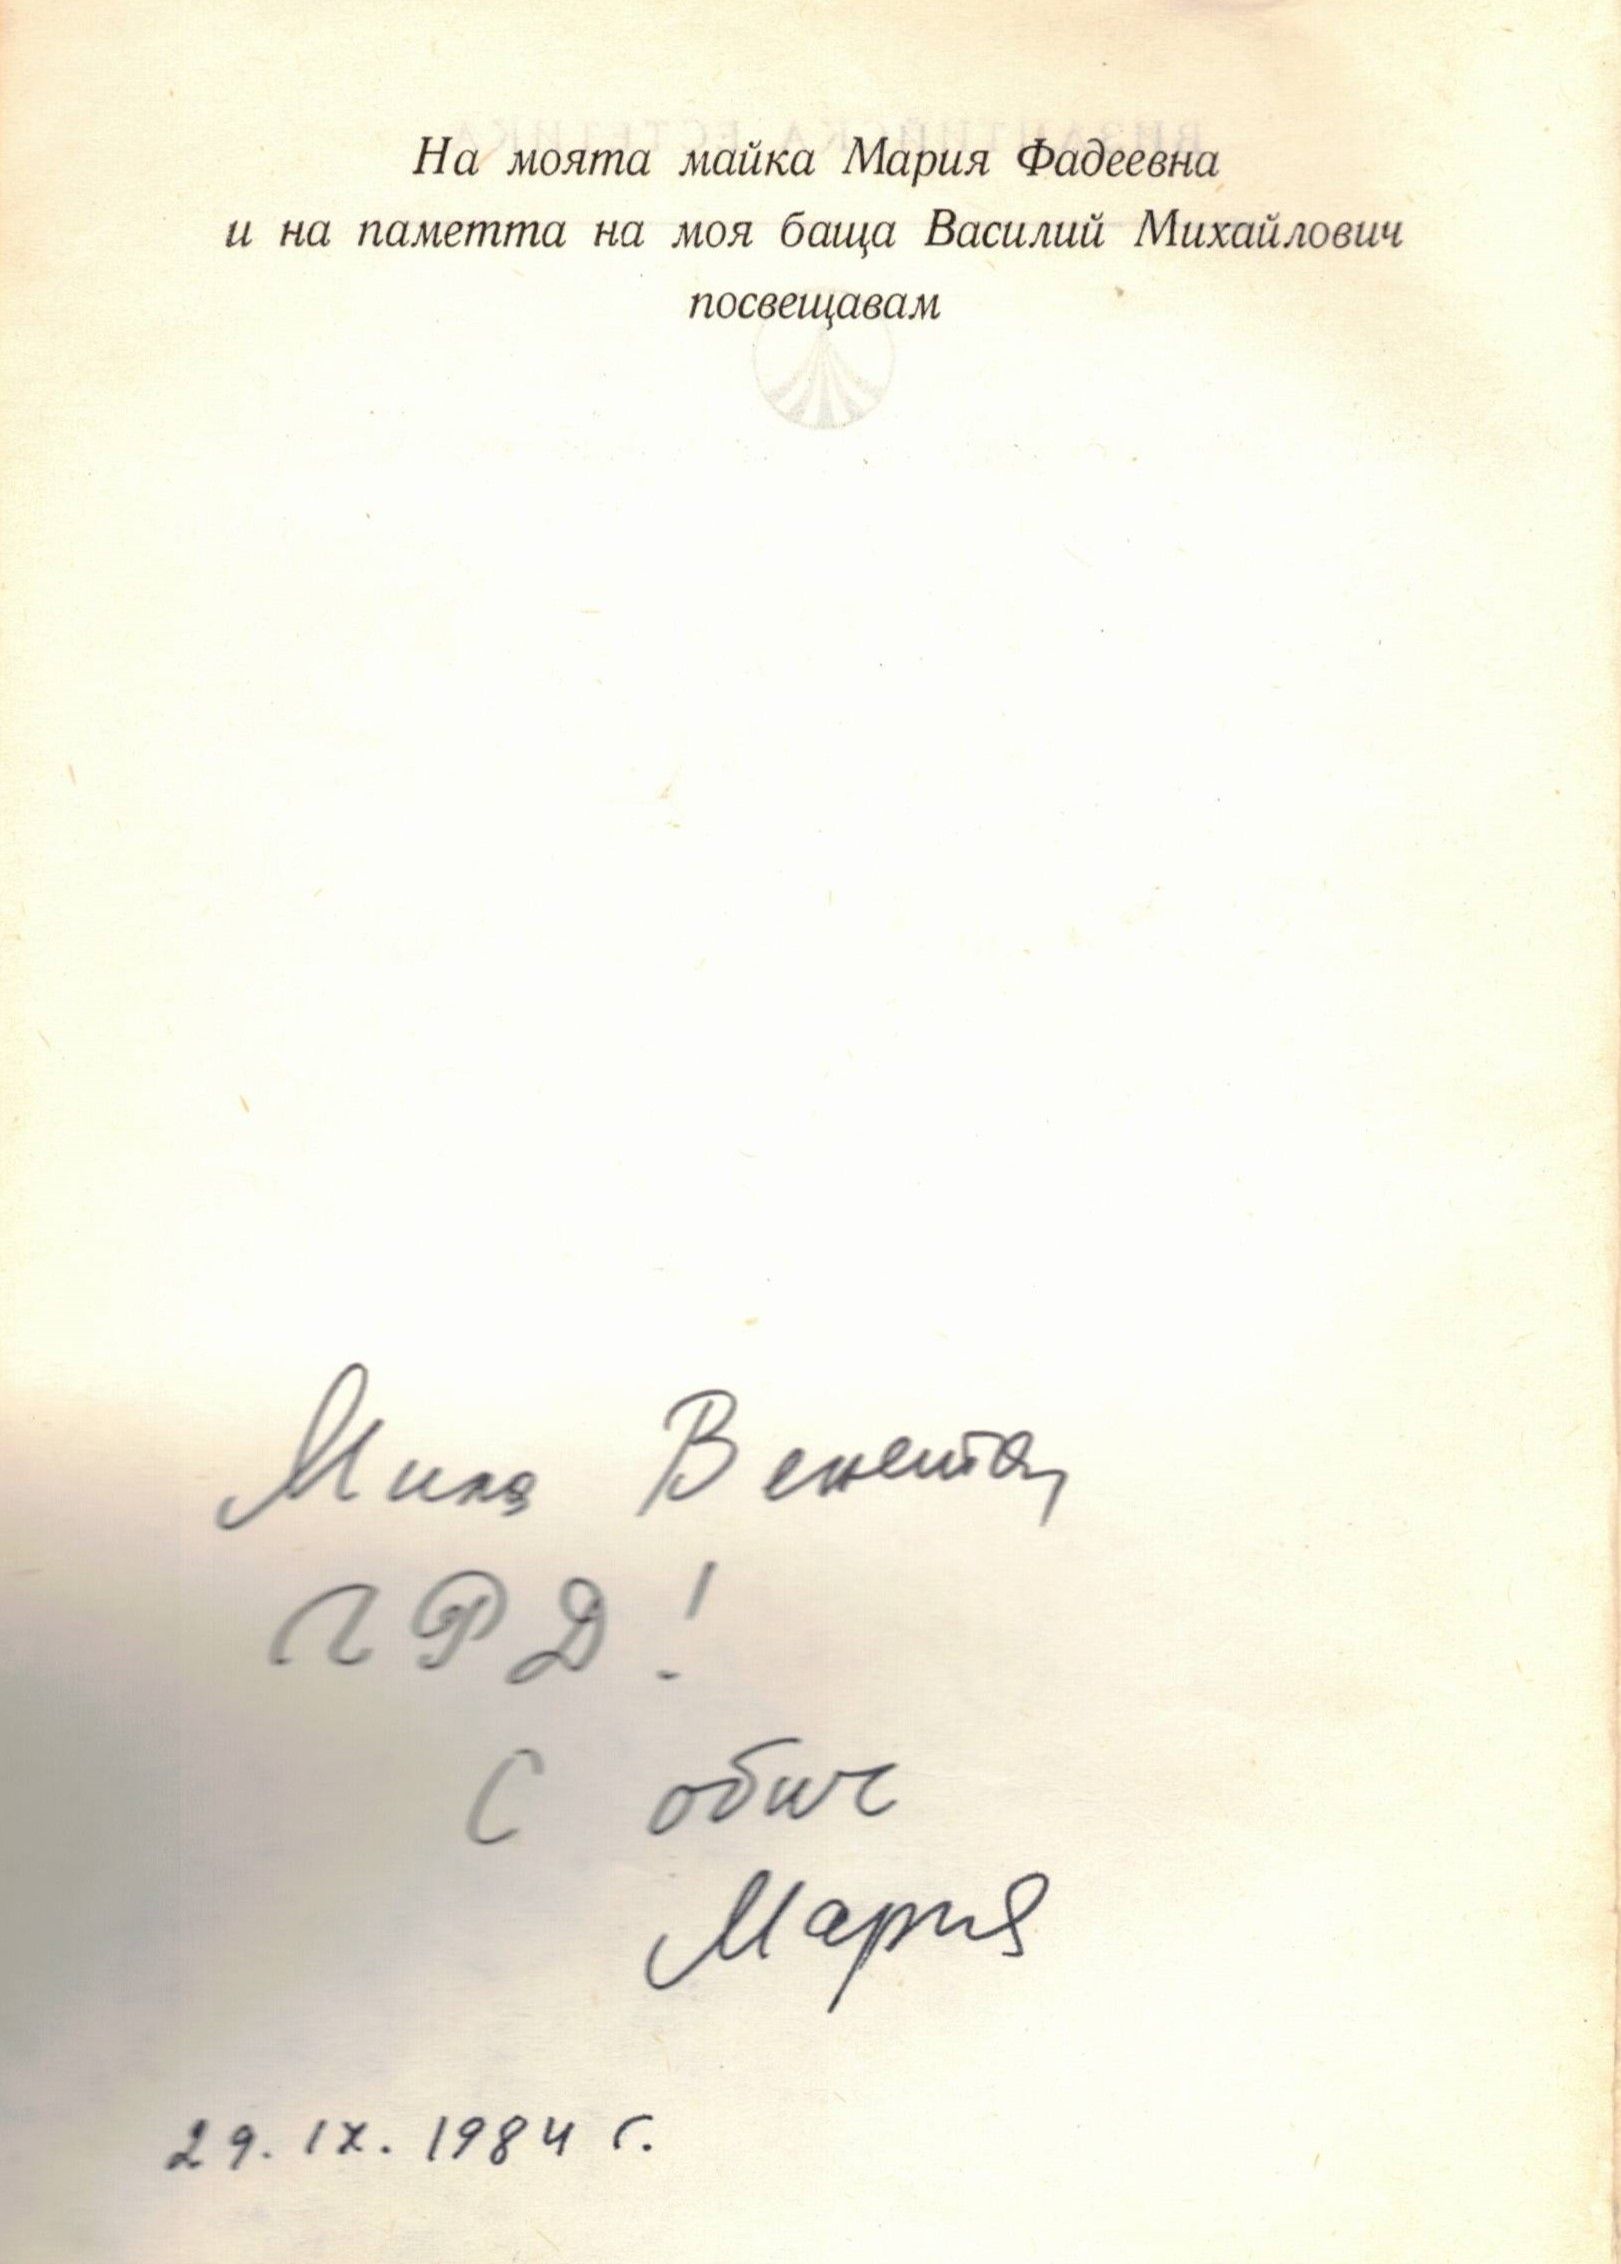 На моята майка Мария Фадеевна
и на паметта на моя баща Василий Михайлович
посвещавам
Мила Венета,
ЧРД!
С обич
Мария
29. IX. 1984 г.